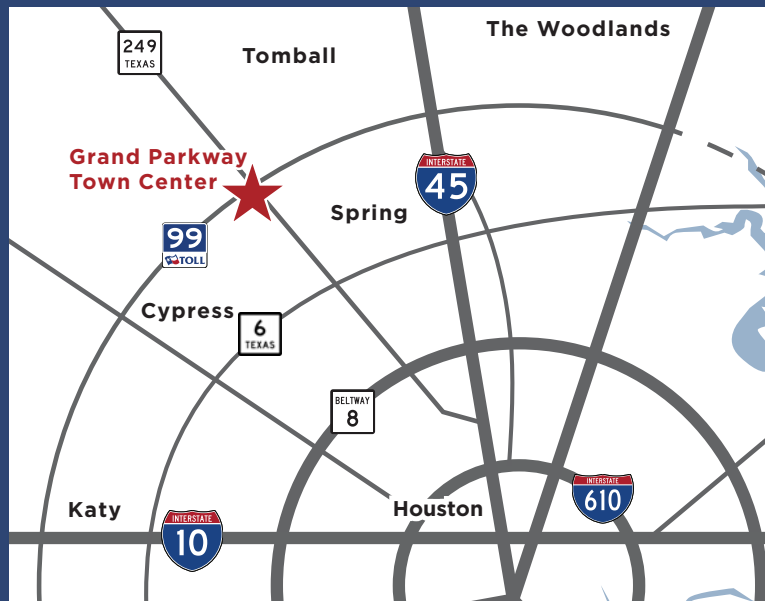 The Woodlands
249
TEXAS
Tomball
Grand Parkway
Town Center
INTERSTATE
45
Spring
99
TOLL
Cypress
6
TEXAS
BELTWAY
8
INTERSTATE
610
Katy
Houston
INTERSTATE
10